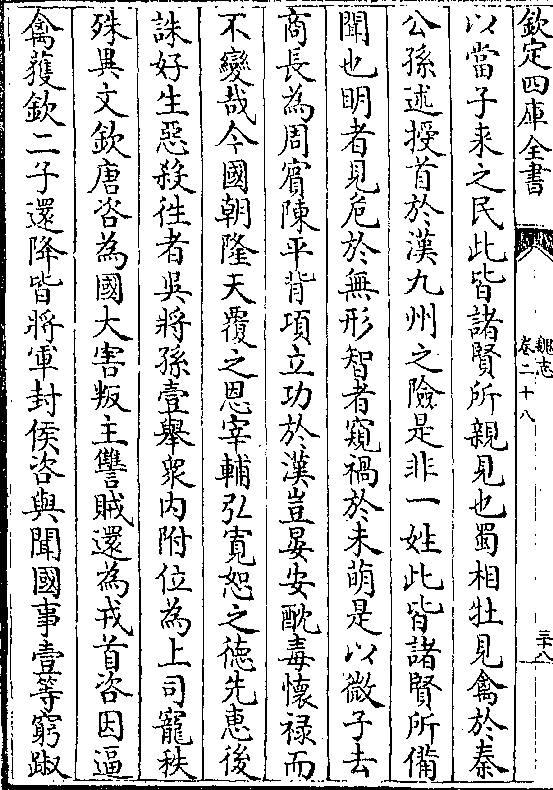 欽定四庫全書
魏志
卷二十八
三十八
以當子来之民此皆諸賢所親見也蜀相牡見禽於秦
公孫述授首於漢九州之險是非一姓此皆諸賢所備
聞也明者見危於無形智者窺禍於未萌是以微子去
商長為周賔陳平背項立功於漢豈晏安酖毒懷禄而
不變哉今國朝隆天覆之恩宰輔弘寛恕之徳先惠後
誅好生惡殺往者吳將孫壹舉衆内附位為上司寵秩
殊異文欽唐咨為國大害叛主讐賊還為戎首咨因逼
禽獲欽二子還降皆將軍封侯咨與聞國事壹等窮踧